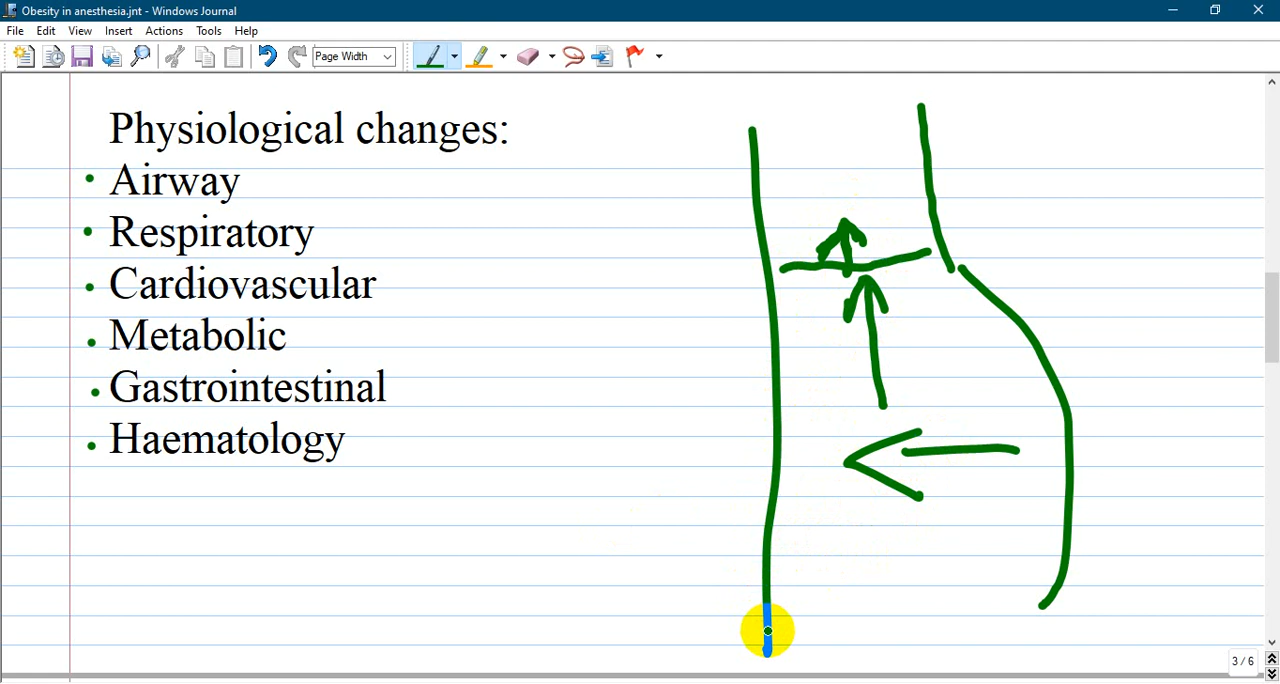 Obesity in anesthesia.jnt - Windows Journal
File Edit View Insert Actions Tools Help
Page Width
Physiological changes:
• Airway
• Respiratory
• Cardiovascular
• Metabolic
• Gastrointestinal
• Haematology
3 / 6